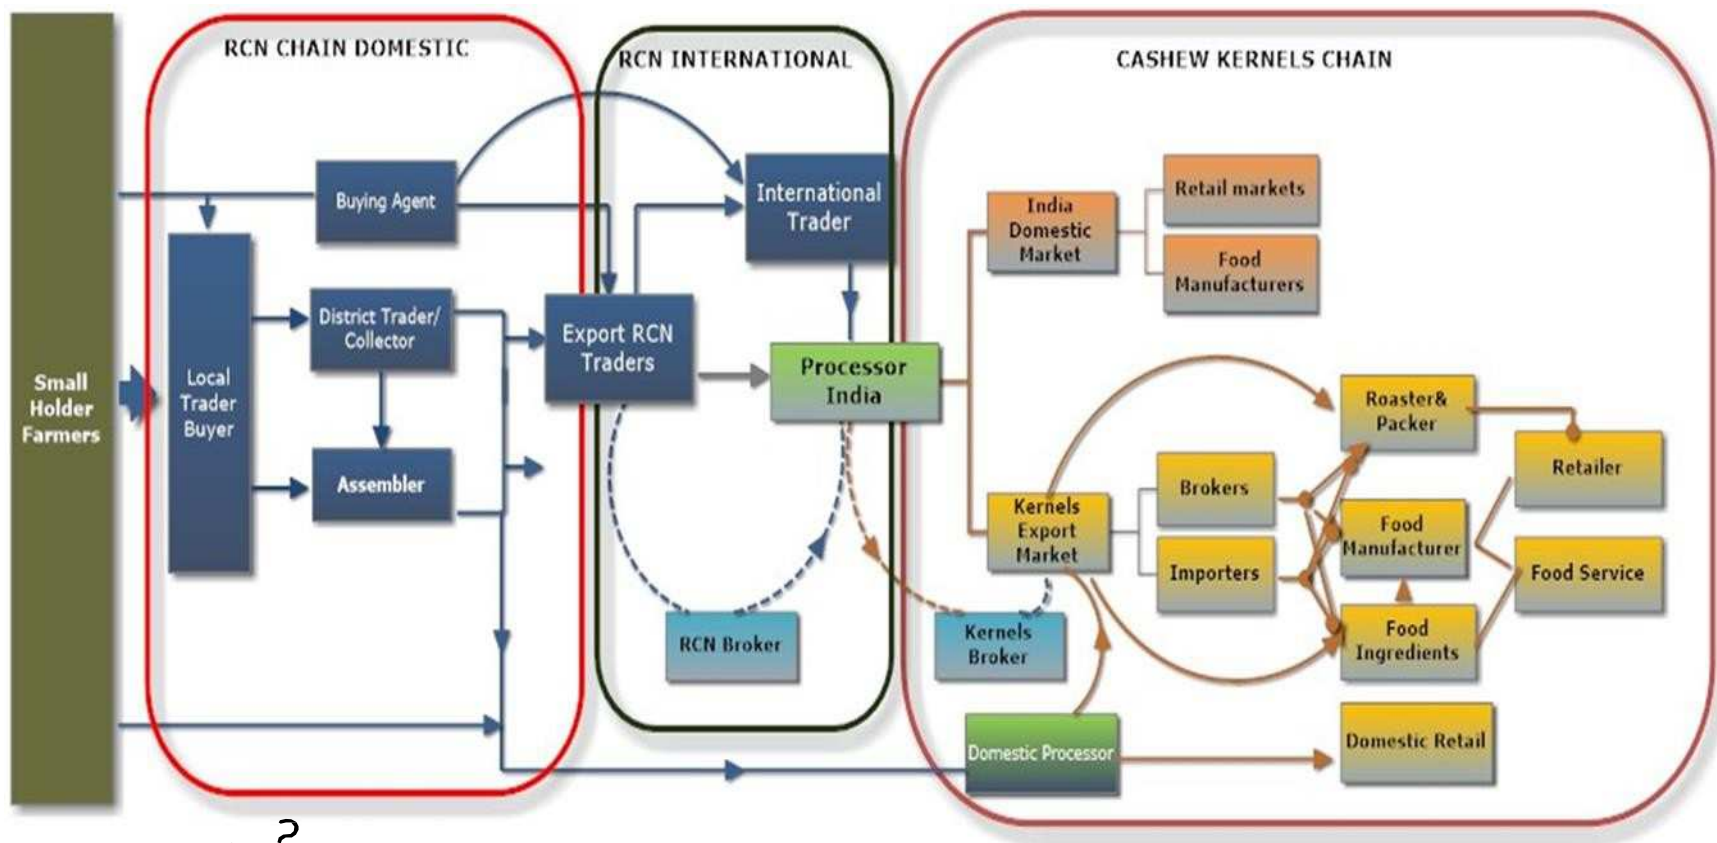 RCN CHAIN DOMESTIC
RCN INTERNATIONAL
CASHEW KERNELS CHAIN
Small
Holder
Farmers
Local
Trader
Buyer
Buying Agent
District Trader/
Collector
Assembler
Export RCN
Traders
International
Trader
Processor
India
RCN Broker
Kernels
Broker
Domestic Processor
India
Domestic
Market
Retail markets
Food
Manufacturers
Kernels
Export
Market
Brokers
Importers
Roaster&
Packer
Food
Manufacturer
Food
Ingredients
Retailer
Food Service
Domestic Retail